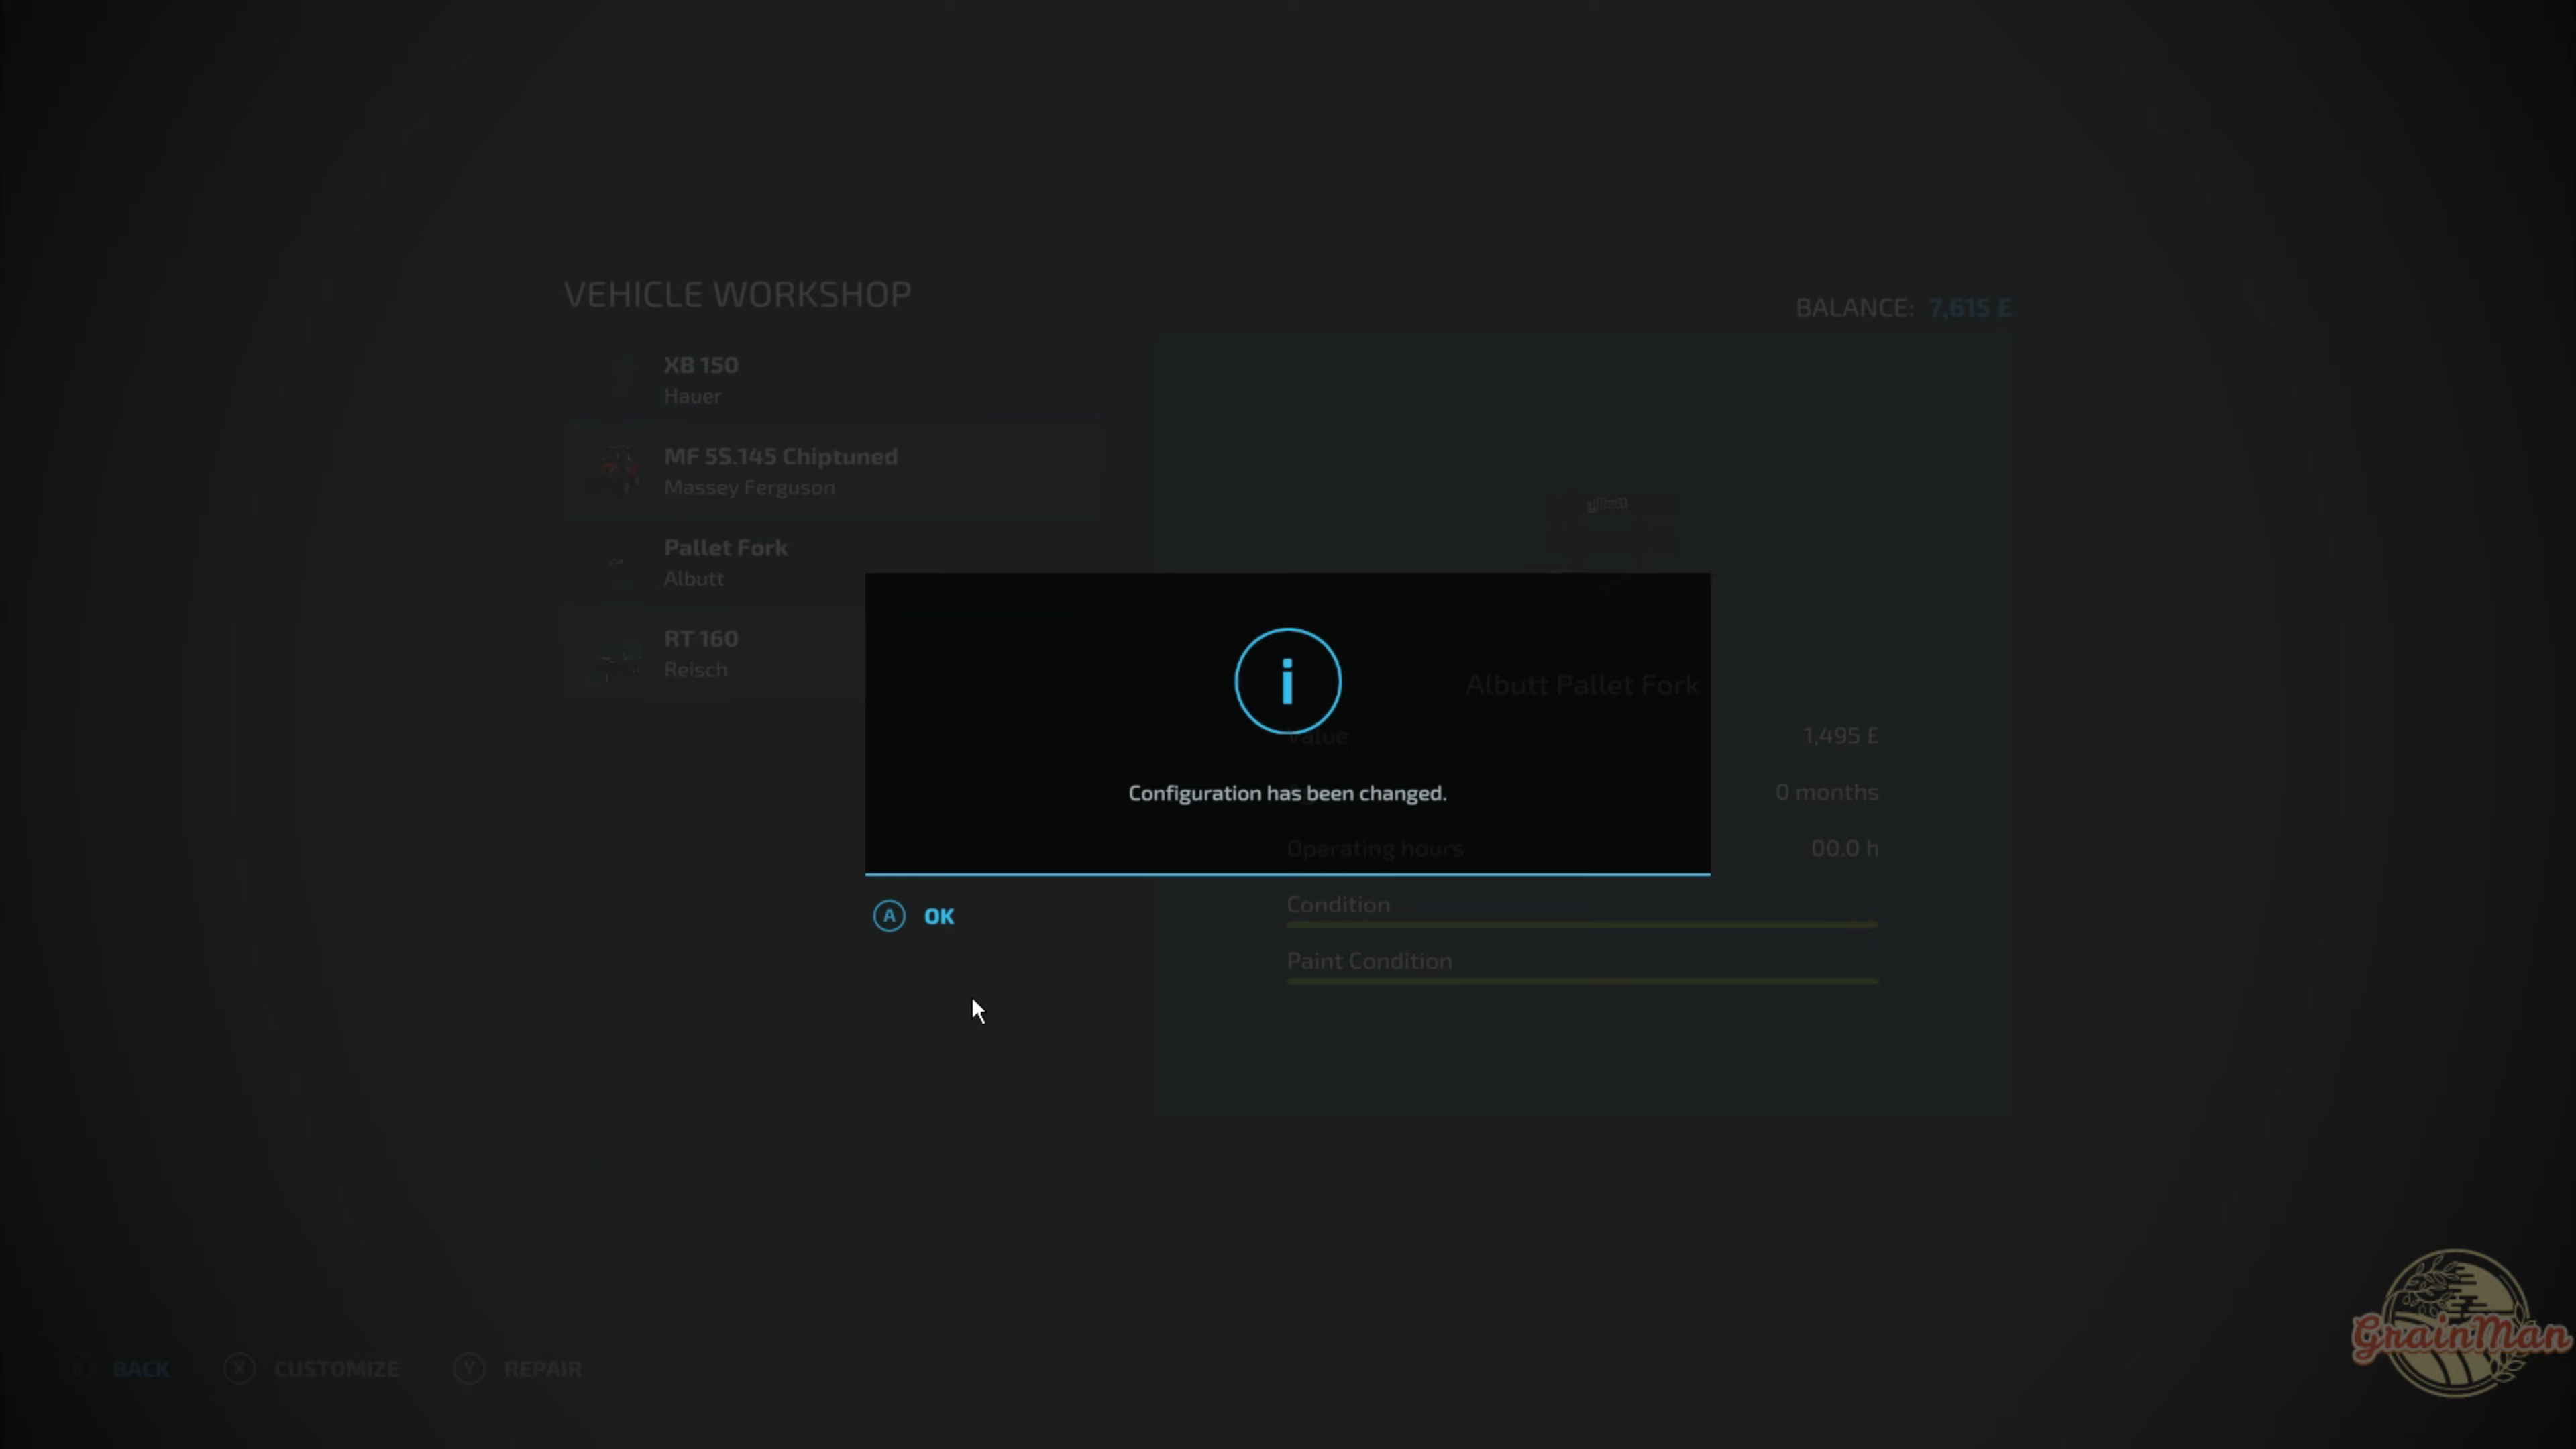 VEHICLE WORKSHOP
BALANCE: 7,615 £
XB 150
Hauer
MF 5S.145 Chiptuned
Massey Ferguson
Pallet Fork
Albutt
RT 160
Reisch
Albutt Pallet Fork
Value
1,495 £
0 months
Operating hours
00.0 h
Condition
Paint Condition
i
Configuration has been changed.
A OK
BACK
X CUSTOMIZE
Y REPAIR
GrainMan